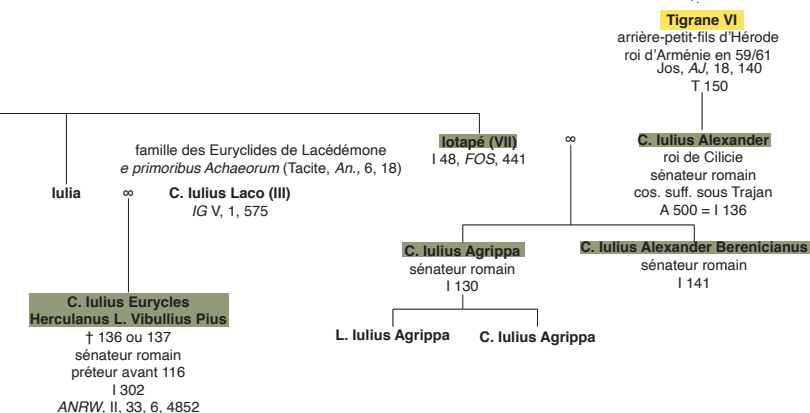 Tigrane VI
arrière-petit-fils d'Hérode
roi d'Arménie en 59/61
Jos, AJ, 18, 140
T 150
famille des Euryclides de Lacédémone
e primoribus Achaeorum (Tacite, An., 6, 18)
Iotapé (VII)
I 48, FOS, 441
∞
C. Iulius Alexander
roi de Cilicie
sénateur romain
cos. suff. sous Trajan
A 500 = I 136
Iulia
∞
C. Iulius Laco (III)
IG V, 1, 575
C. Iulius Agrippa
sénateur romain
I 130
C. Iulius Alexander Berenicianus
sénateur romain
I 141
C. Iulius Eurycles
Herculanus L. Vibullius Pius
† 136 ou 137
sénateur romain
préteur avant 116
I 302
ANRW, II, 33, 6, 4852
L. Iulius Agrippa
C. Iulius Agrippa